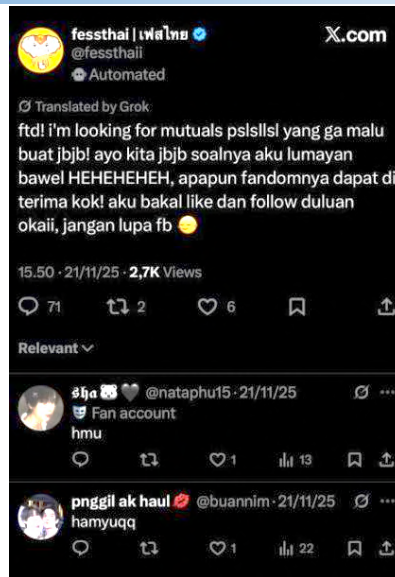 fessthai | เฟสไทย
X.com
@fessthaii
Automated
Translated by Grok
ftd! i'm looking for mutuals pslsllsl yang ga malu
buat jbjb! ayo kita jbjb soalnya aku lumayan
bawel HEHEHEHEH, apapun fandomnya dapat di
terima kok! aku bakal like dan follow duluan
okaii, jangan lupa fb
15.50 · 21/11/25 · 2,7K Views
71 2 6
Relevant
𝖘𝖍𝖆 @nataphu15 · 21/11/25
Fan account
hmu
1 13
pnggil ak haul @buannim · 21/11/25
hamyuqq
1 22